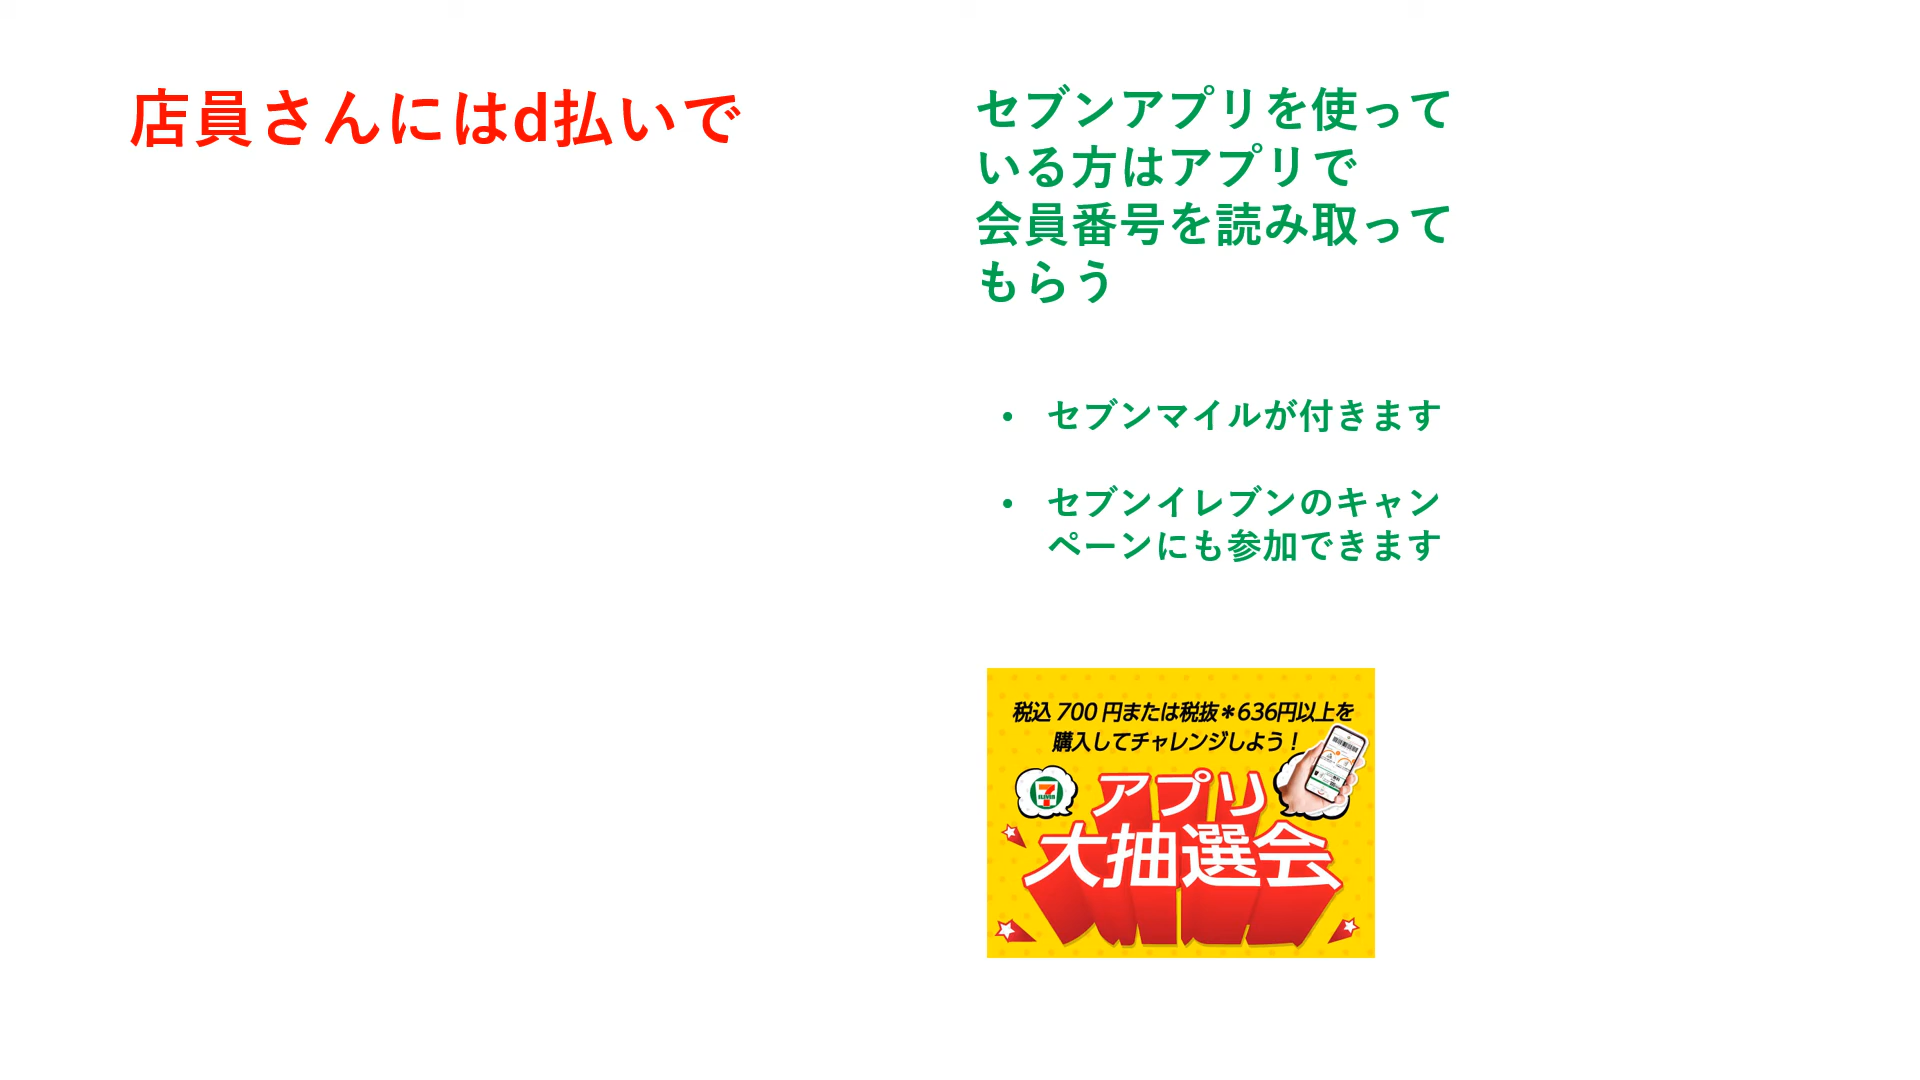 店員さんにはd払いで
セブンアプリを使って
いる方はアプリで
会員番号を読み取って
もらう
• セブンマイルが付きます
• セブンイレブンのキャン
ペーンにも参加できます
税込700円または税抜＊636円以上を
購入してチャレンジしよう！
7
ELEVEN
アプリ
大抽選会